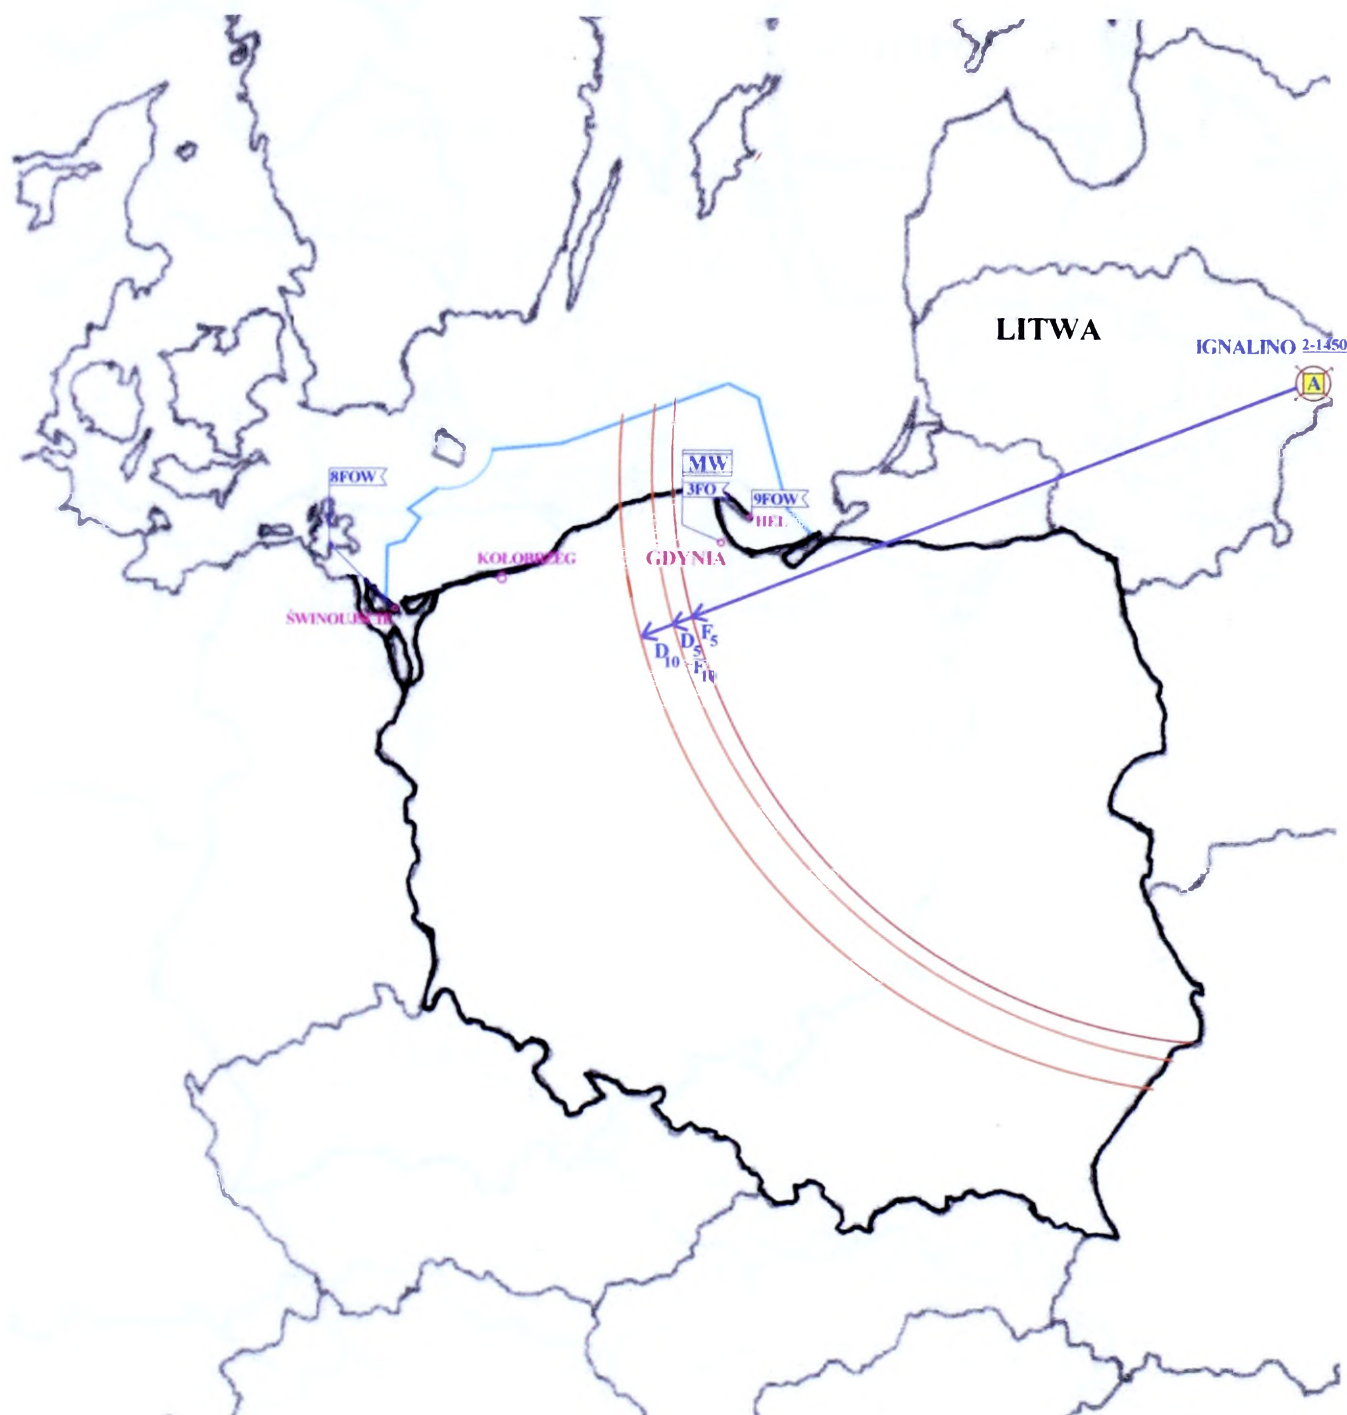 LITWA
IGNALINO 2-1450
A
MW
8FOW
3FO
9FOW
HEL
KOŁOBRZEG
GDYNIA
ŚWINOUJŚCIE
F5
D5
D10
F10